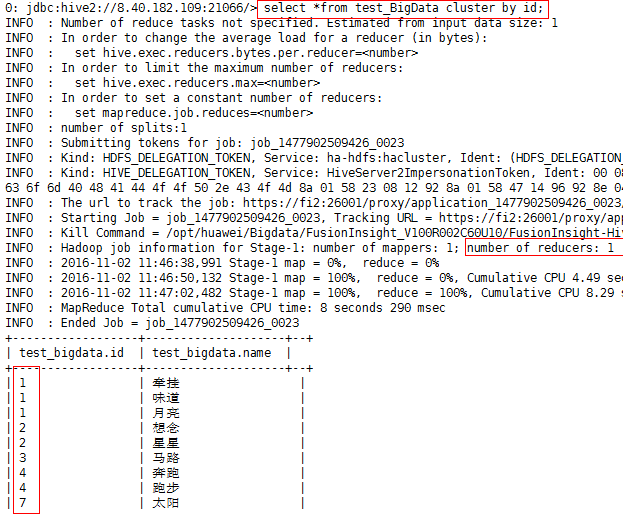 0: jdbc:hive2://8.40.182.109:21066/> select *from test_BigData cluster by id;
INFO  : Number of reduce tasks not specified. Estimated from input data size: 1
INFO  : In order to change the average load for a reducer (in bytes):
INFO  :   set hive.exec.reducers.bytes.per.reducer=<number>
INFO  : In order to limit the maximum number of reducers:
INFO  :   set hive.exec.reducers.max=<number>
INFO  : In order to set a constant number of reducers:
INFO  :   set mapreduce.job.reduces=<number>
INFO  : number of splits:1
INFO  : Submitting tokens for job: job_1477902509426_0023
INFO  : Kind: HDFS_DELEGATION_TOKEN, Service: ha-hdfs:hacluster, Ident: (HDFS_DELEGATION_TOKEN
INFO  : Kind: HIVE_DELEGATION_TOKEN, Service: HiveServer2ImpersonationToken, Ident: 00 08
63 6f 6d 40 48 41 44 4f 4f 50 2e 43 4f 4d 8a 01 58 23 08 12 92 8a 01 58 47 14 96 92 8e 04
INFO  : The url to track the job: https://fi2:26001/proxy/application_1477902509426_0023/
INFO  : Starting Job = job_1477902509426_0023, Tracking URL = https://fi2:26001/proxy/app
INFO  : Kill Command = /opt/huawei/Bigdata/FusionInsight_V100R002C60U10/FusionInsight-Hiv
INFO  : Hadoop job information for Stage-1: number of mappers: 1; number of reducers: 1
INFO  : 2016-11-02 11:46:38,991 Stage-1 map = 0%,  reduce = 0%
INFO  : 2016-11-02 11:46:50,132 Stage-1 map = 100%,  reduce = 0%, Cumulative CPU 4.49 sec
INFO  : 2016-11-02 11:47:02,482 Stage-1 map = 100%,  reduce = 100%, Cumulative CPU 8.29 s
INFO  : MapReduce Total cumulative CPU time: 8 seconds 290 msec
INFO  : Ended Job = job_1477902509426_0023
+-----------------+-------------------+--+
| test_bigdata.id | test_bigdata.name |
+-----------------+-------------------+--+
| 1 | 牵挂 |
| 1 | 味道 |
| 1 | 月亮 |
| 2 | 想念 |
| 2 | 星星 |
| 3 | 马路 |
| 4 | 奔跑 |
| 4 | 跑步 |
| 7 | 太阳 |